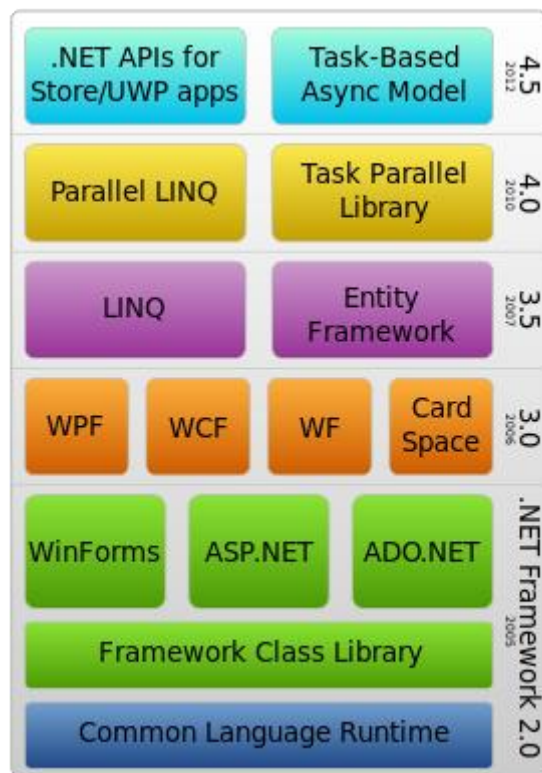 .NET APIs for
Store/UWP apps
Task-Based
Async Model
4.5
2012
Parallel LINQ
Task Parallel
Library
4.0
2010
LINQ
Entity
Framework
3.5
2007
WPF
WCF
WF
Card
Space
3.0
2006
WinForms
ASP.NET
ADO.NET
Framework Class Library
Common Language Runtime
.NET Framework 2.0
2005